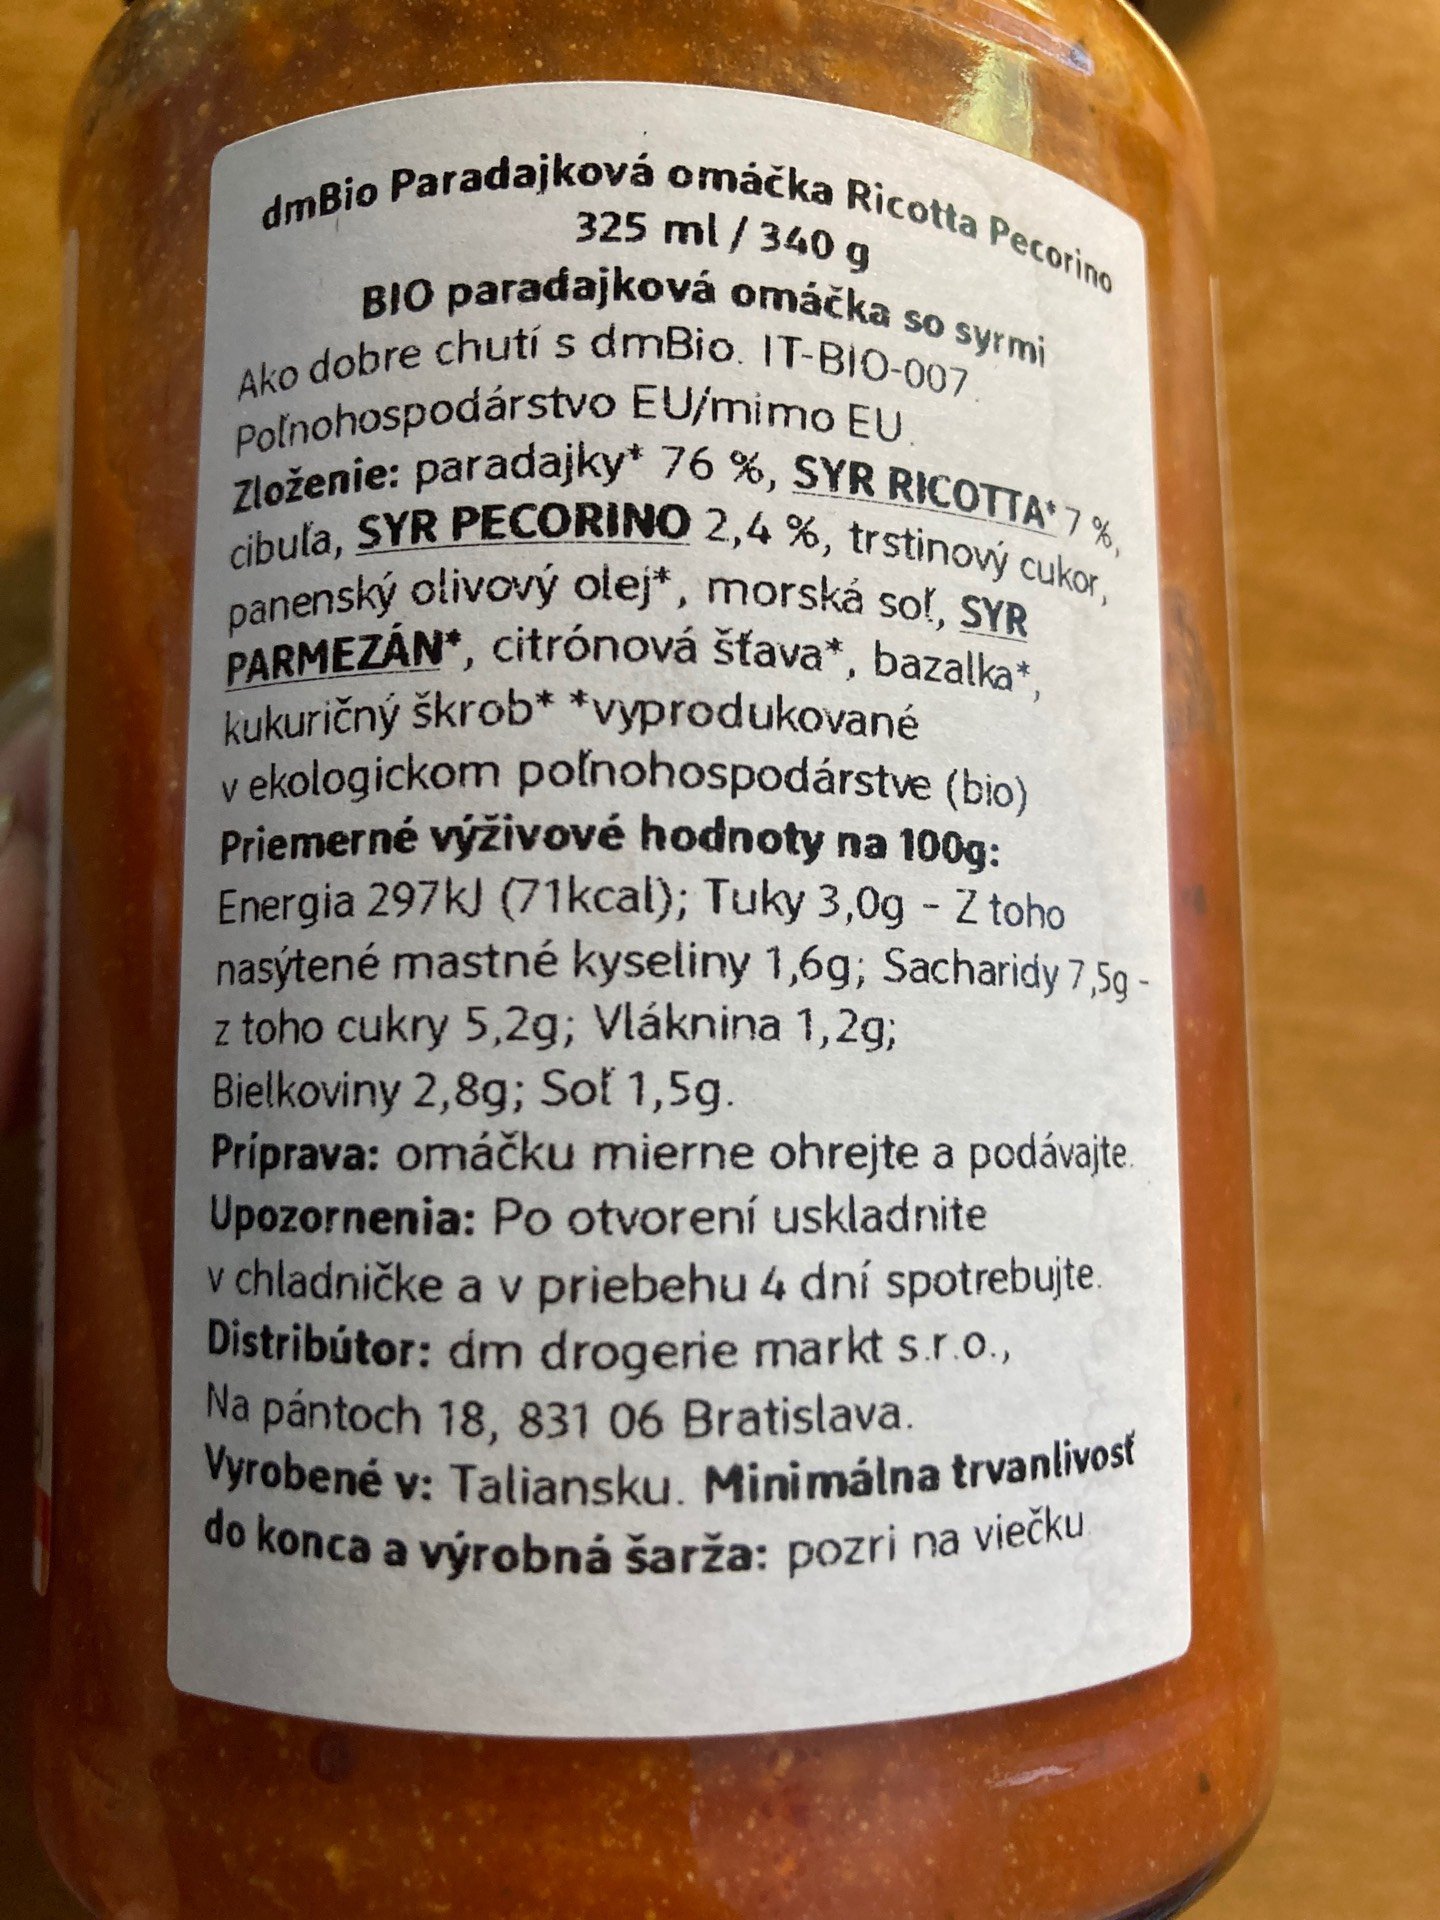 dmBio Paradajková omáčka Ricotta Pecorino
325 ml / 340 g
BIO paradajková omáčka so syrmi
Ako dobre chutí s dmBio. IT-BIO-007.
Poľnohospodárstvo EU/mimo EU.
Zloženie: paradajky* 76 %, SYR RICOTTA* 7 %,
cibuľa, SYR PECORINO 2,4 %, trstinový cukor,
panenský olivový olej*, morská soľ, SYR
PARMEZÁN*, citrónová šťava*, bazalka*,
kukuričný škrob* *vyprodukované
v ekologickom poľnohospodárstve (bio)
Priemerné výživové hodnoty na 100g:
Energia 297kJ (71kcal); Tuky 3,0g - Z toho
nasýtené mastné kyseliny 1,6g; Sacharidy 7,5g -
z toho cukry 5,2g; Vláknina 1,2g;
Bielkoviny 2,8g; Soľ 1,5g.
Príprava: omáčku mierne ohrejte a podávajte.
Upozornenia: Po otvorení uskladnite
v chladničke a v priebehu 4 dní spotrebujte.
Distribútor: dm drogerie markt s.r.o.,
Na pántoch 18, 831 06 Bratislava.
Vyrobené v: Taliansku. Minimálna trvanlivosť
do konca a výrobná šarža: pozri na viečku.